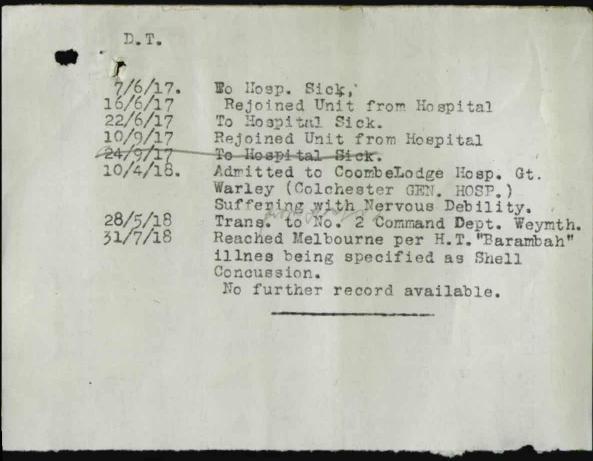 D.T.
7/6/17. To Hosp. Sick,
16/6/17 Rejoined Unit from Hospital
22/6/17 To Hospital Sick.
10/9/17 Rejoined Unit from Hospital
24/9/17 To Hospital Sick.
10/4/18. Admitted to CoombeLodge Hosp. Gt.
Warley (Colchester GEN. HOSP.)
Suffering with Nervous Debility.
28/5/18 Trans. to No. 2 Command Dept. Weymth.
31/7/18 Reached Melbourne per H.T."Barambah"
illnes being specified as Shell
Concussion.
No further record available.